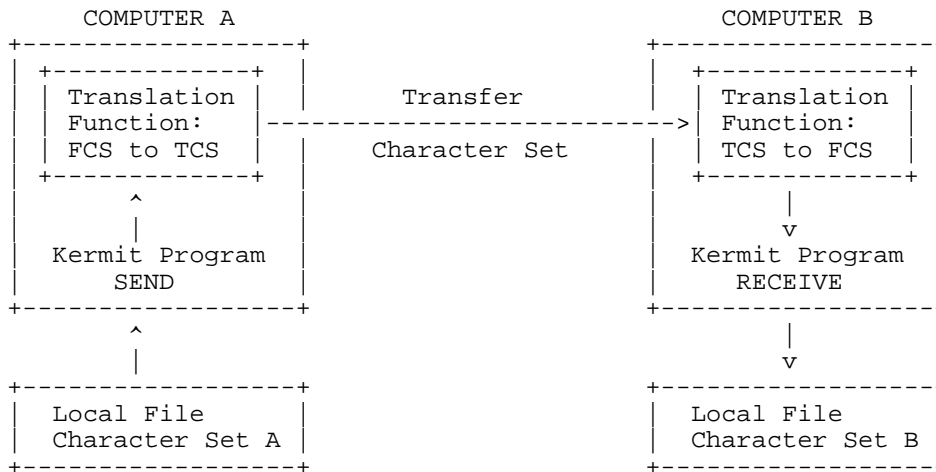 COMPUTER A COMPUTER B
Translation Transfer Translation
Function: Function:
FCS to TCS Character Set TCS to FCS
Kermit Program Kermit Program
SEND RECEIVE
Local File Local File
Character Set A Character Set B